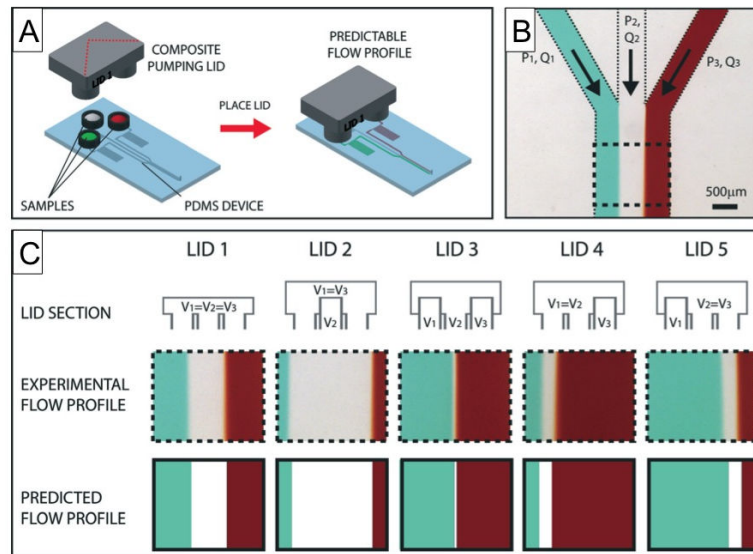 A
COMPOSITE
PUMPING LID
LID 1
SAMPLES
PDMS DEVICE
PLACE LID
PREDICTABLE
FLOW PROFILE
LID 1
B
P1, Q1
P2,
Q2
P3, Q3
500μm
C
LID 1 LID 2 LID 3 LID 4 LID 5
LID SECTION
V1=V2=V3
V1=V3
V2
V1 V2 V3
V1=V2
V3
V2=V3
V1
EXPERIMENTAL
FLOW PROFILE
PREDICTED
FLOW PROFILE